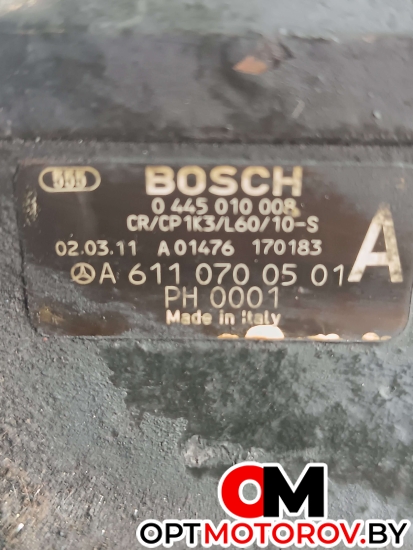 555
BOSCH
0 445 010 008
CR/CP1K3/L60/10-S
02.03.11 A 01476 170183
A 611 070 05 01
A
PH 0001
Made in Italy
OM
OPTMOTOROV.BY